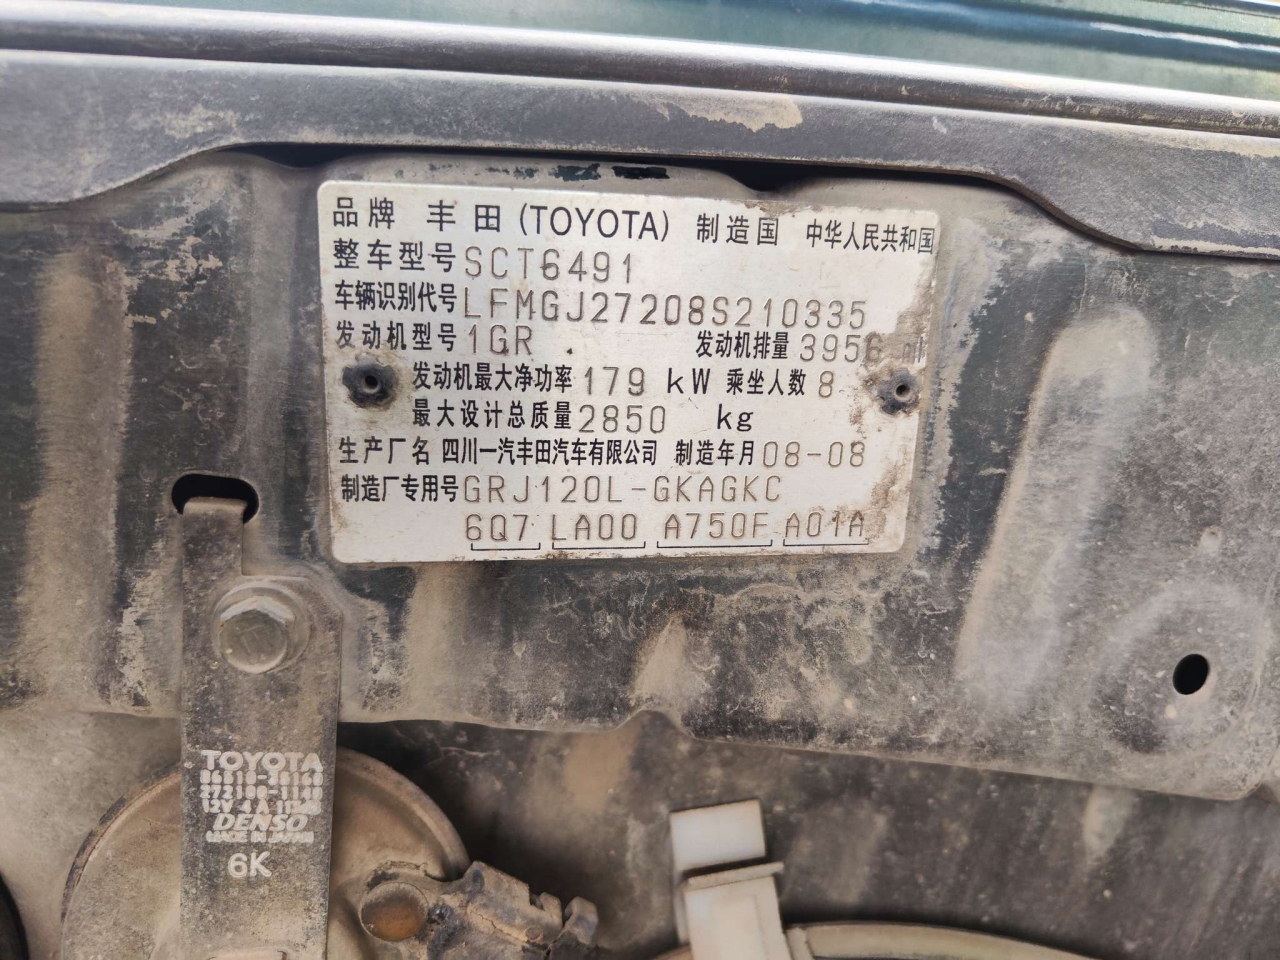 品牌 丰田(TOYOTA) 制造国 中华人民共和国
整车型号 SCT6491
车辆识别代号 LFMGJ27208S210335
发动机型号 1GR 发动机排量 3956 ml
发动机最大净功率 179 kW 乘坐人数 8
最大设计总质量 2850 kg
生产厂名 四川一汽丰田汽车有限公司 制造年月 08-08
制造厂专用号 GRJ120L-GKAGKC
6Q7 LA00 A750F A01A
TOYOTA
DENSO
MADE IN JAPAN
6K